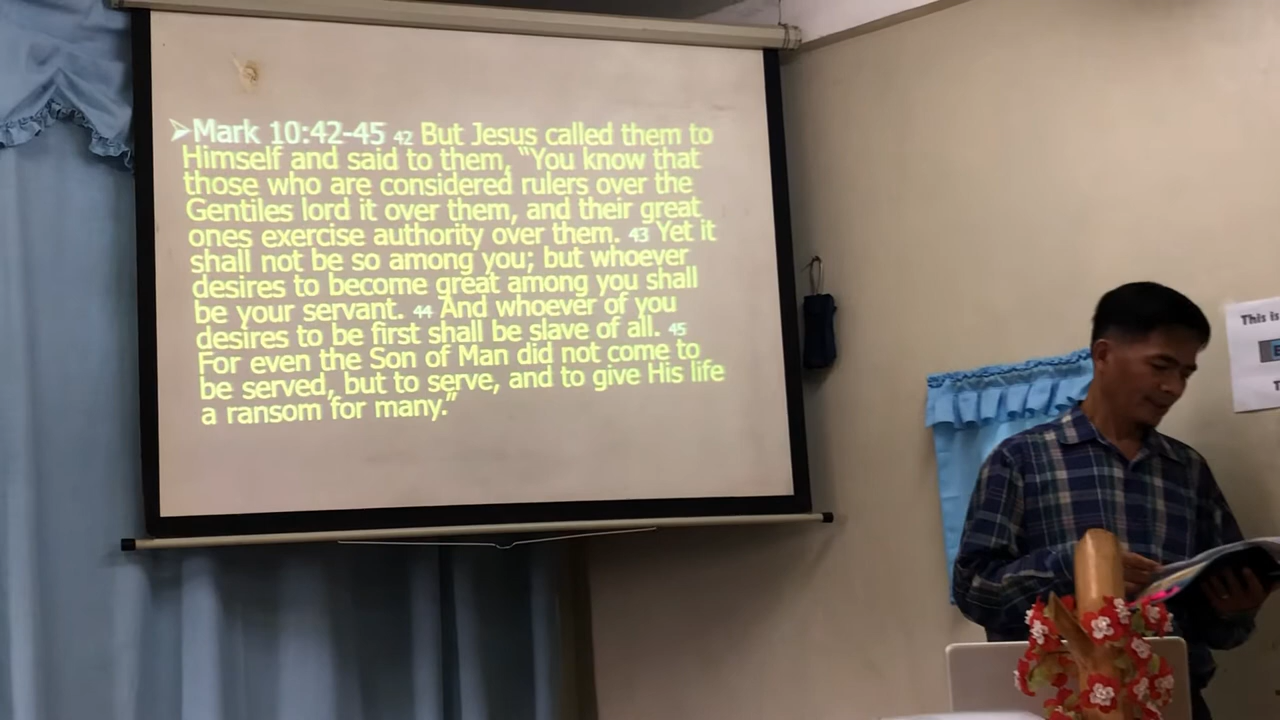 ➢Mark 10:42-45 42 But Jesus called them to
Himself and said to them, “You know that
those who are considered rulers over the
Gentiles lord it over them, and their great
ones exercise authority over them. 43 Yet it
shall not be so among you; but whoever
desires to become great among you shall
be your servant. 44 And whoever of you
desires to be first shall be slave of all. 45
For even the Son of Man did not come to
be served, but to serve, and to give His life
a ransom for many.”
This is